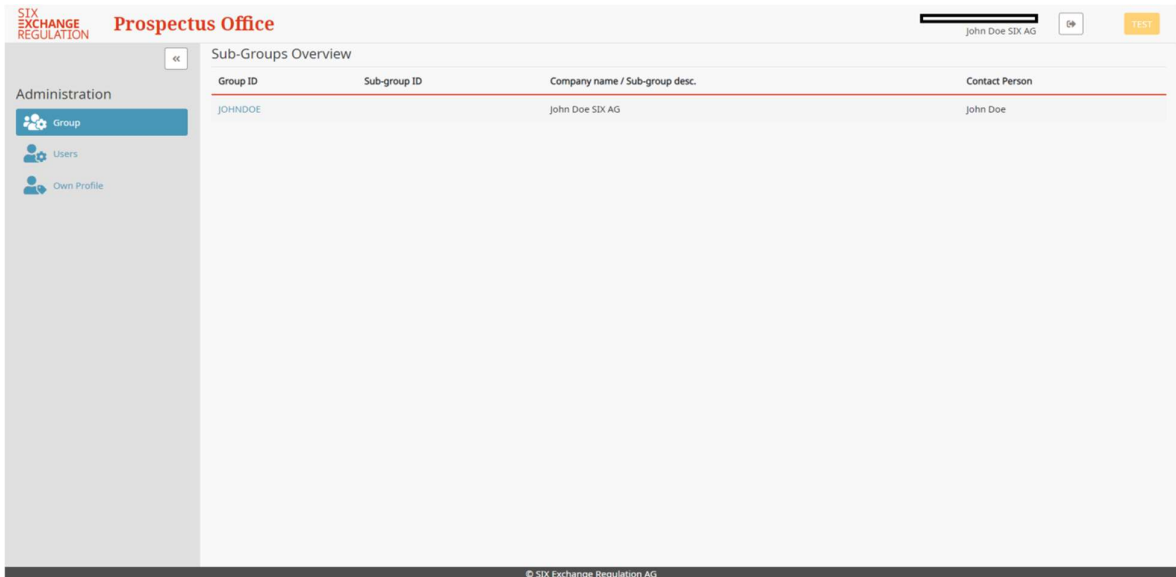 SIX
EXCHANGE
REGULATION
Prospectus Office
John Doe SIX AG
TEST
«
Administration
Group
Users
Own Profile
Sub-Groups Overview
Group ID Sub-group ID Company name / Sub-group desc. Contact Person
JOHNDOE John Doe SIX AG John Doe
© SIX Exchange Regulation AG